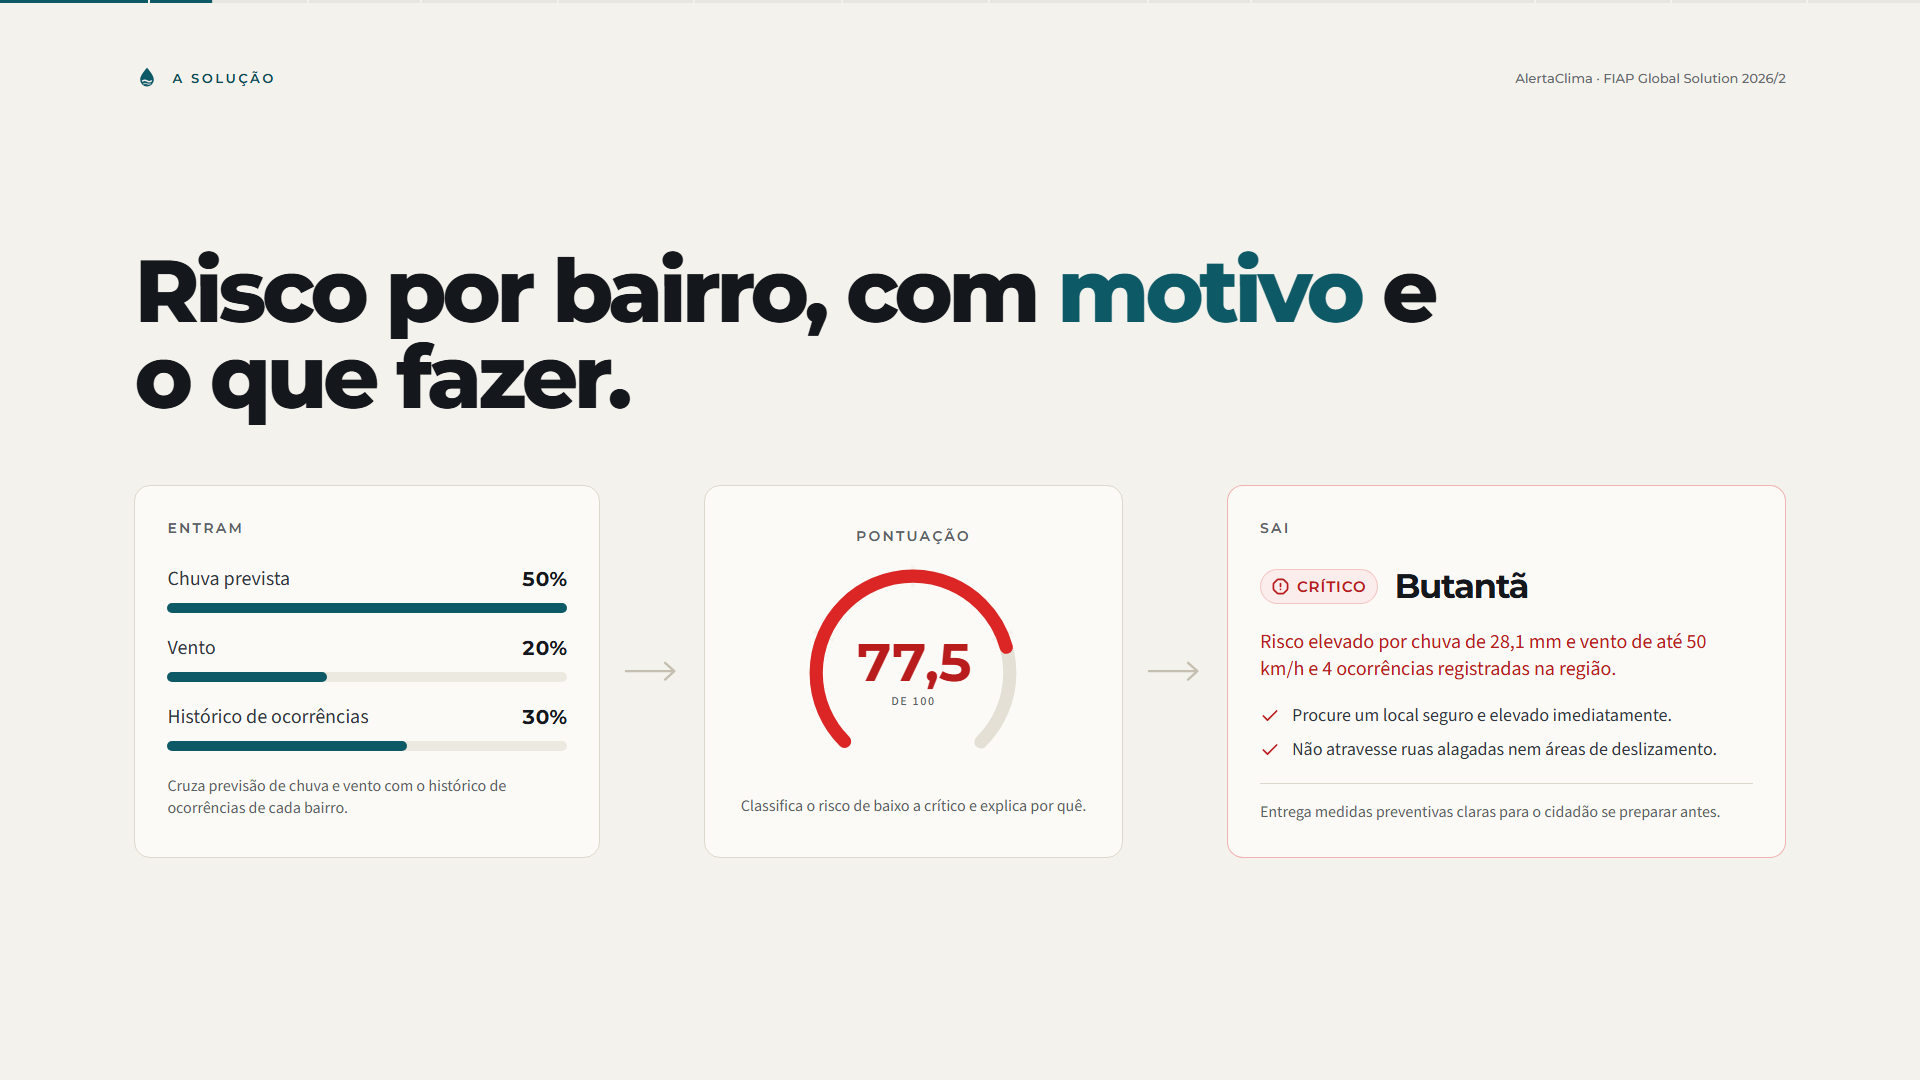 A SOLUÇÃO
AlertaClima · FIAP Global Solution 2026/2
Risco por bairro, com motivo e
o que fazer.
ENTRAM
Chuva prevista 50%
Vento 20%
Histórico de ocorrências 30%
Cruza previsão de chuva e vento com o histórico de
ocorrências de cada bairro.
PONTUAÇÃO
77,5
DE 100
Classifica o risco de baixo a crítico e explica por quê.
SAI
CRÍTICO Butantã
Risco elevado por chuva de 28,1 mm e vento de até 50
km/h e 4 ocorrências registradas na região.
Procure um local seguro e elevado imediatamente.
Não atravesse ruas alagadas nem áreas de deslizamento.
Entrega medidas preventivas claras para o cidadão se preparar antes.